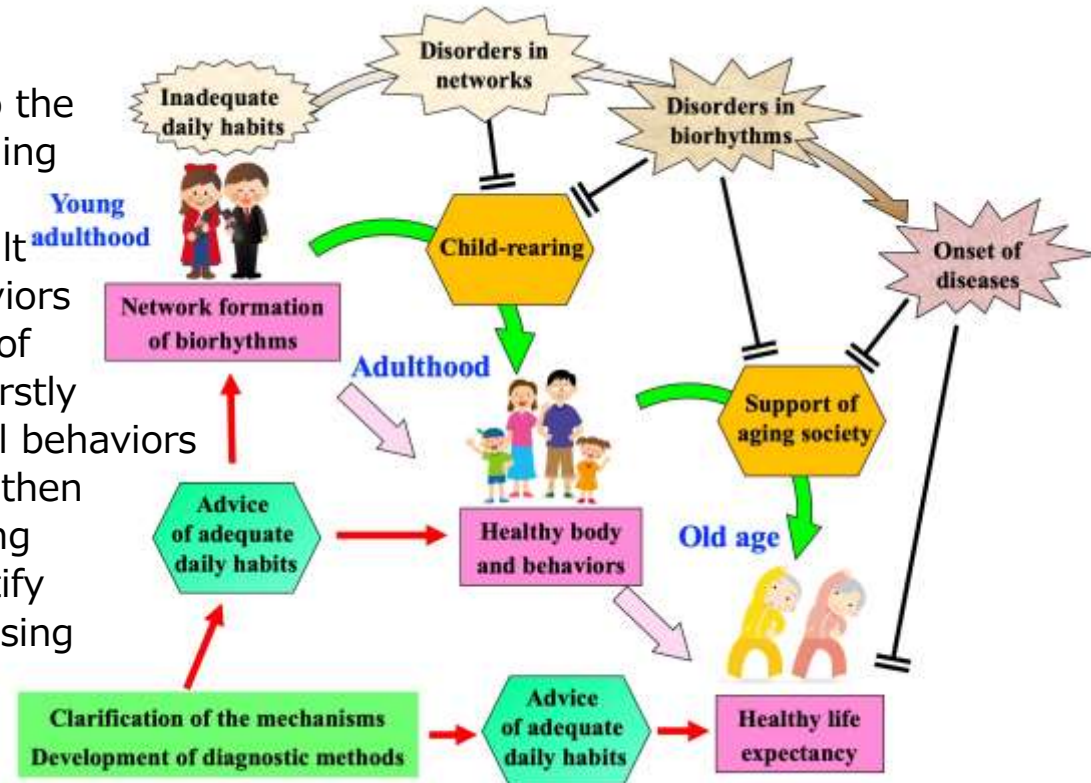 o the
ing
lt
viors
of
rstly
l behaviors
then
ng
tify
sing
Disorders in
networks
Inadequate
daily habits
Disorders in
biorhythms
Young
adulthood
Child-rearing
Onset of
diseases
Network formation
of biorhythms
Adulthood
Support of
aging society
Advice
of adequate
daily habits
Healthy body
and behaviors
Old age
Clarification of the mechanisms
Development of diagnostic methods
Advice
of adequate
daily habits
Healthy life
expectancy